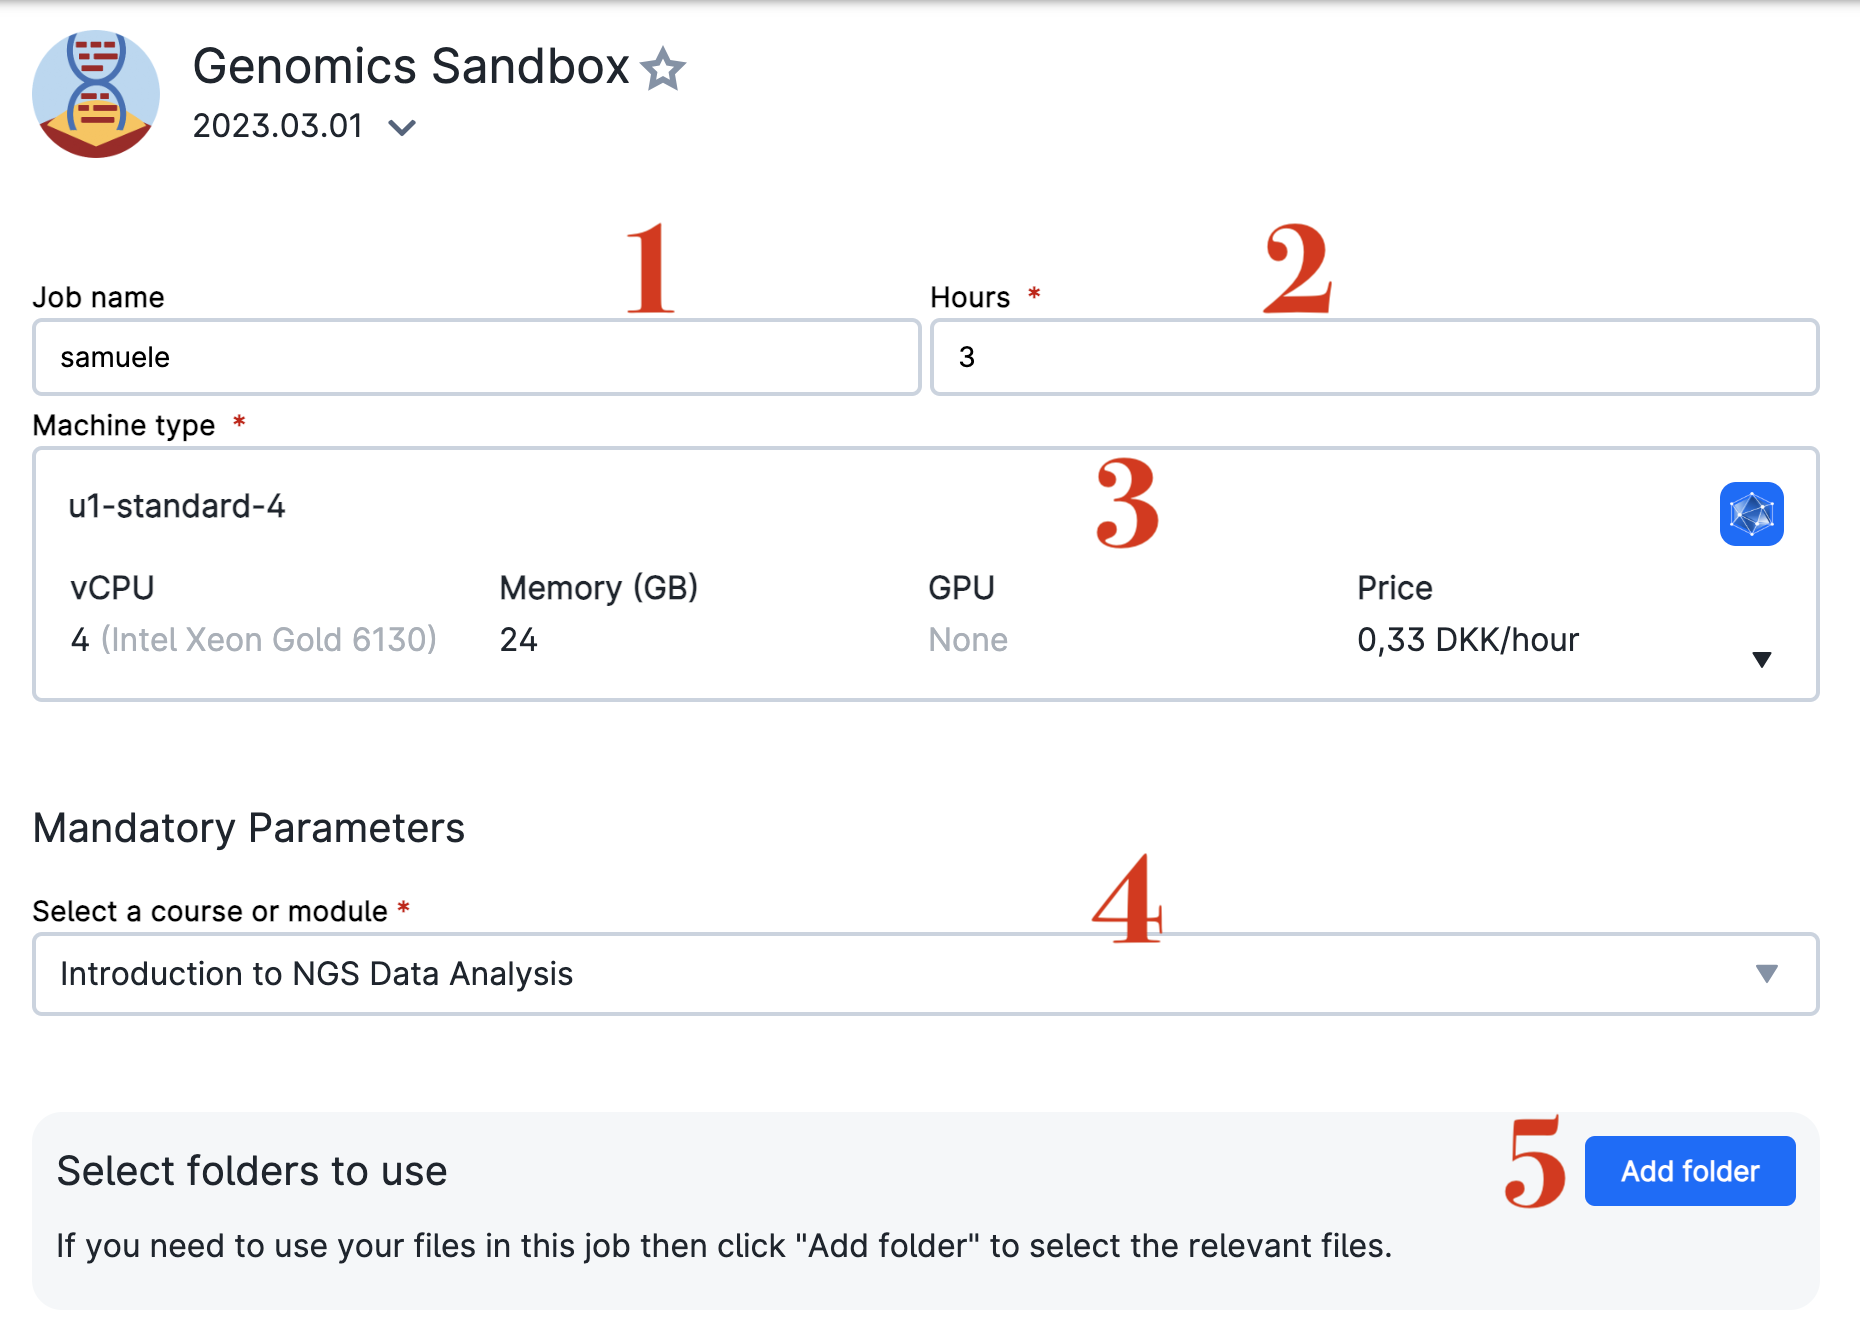 Genomics Sandbox
2023.03.01
1
2
Job name
Hours *
samuele
3
Machine type *
3
u1-standard-4
vCPU
Memory (GB)
GPU
Price
4 (Intel Xeon Gold 6130)
24
None
0,33 DKK/hour
Mandatory Parameters
4
Select a course or module *
Introduction to NGS Data Analysis
5
Select folders to use
Add folder
If you need to use your files in this job then click "Add folder" to select the relevant files.